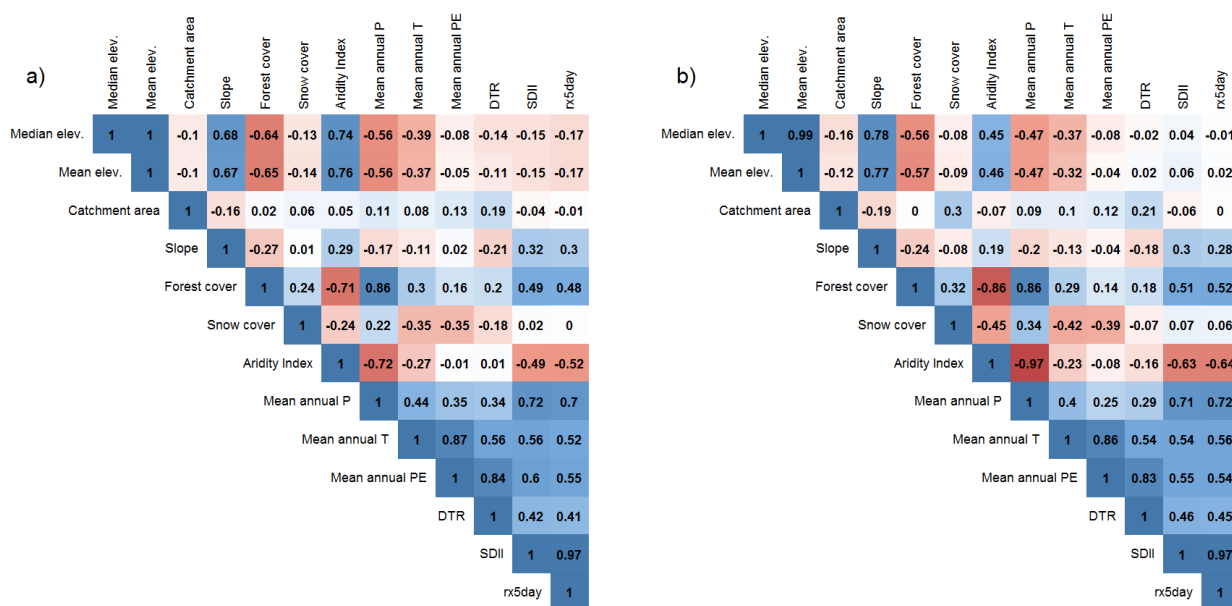 a)
Median elev. Mean elev. Catchment area Slope Forest cover Snow cover Aridity Index Mean annual P Mean annual T Mean annual PE DTR SDII rx5day
Median elev. 1 1 -0.1 0.68 -0.64 -0.13 0.74 -0.56 -0.39 -0.08 -0.14 -0.15 -0.17
Mean elev. 1 -0.1 0.67 -0.65 -0.14 0.76 -0.56 -0.37 -0.05 -0.11 -0.15 -0.17
Catchment area 1 -0.16 0.02 0.06 0.05 0.11 0.08 0.13 0.19 -0.04 -0.01
Slope 1 -0.27 0.01 0.29 -0.17 -0.11 0.02 -0.21 0.32 0.3
Forest cover 1 0.24 -0.71 0.86 0.3 0.16 0.2 0.49 0.48
Snow cover 1 -0.24 0.22 -0.35 -0.35 -0.18 0.02 0
Aridity Index 1 -0.72 -0.27 -0.01 0.01 -0.49 -0.52
Mean annual P 1 0.44 0.35 0.34 0.72 0.7
Mean annual T 1 0.87 0.56 0.56 0.52
Mean annual PE 1 0.84 0.6 0.55
DTR 1 0.42 0.41
SDII 1 0.97
rx5day 1
b)
Median elev. Mean elev. Catchment area Slope Forest cover Snow cover Aridity Index Mean annual P Mean annual T Mean annual PE DTR SDII rx5day
Median elev. 1 0.99 -0.16 0.78 -0.56 -0.08 0.45 -0.47 -0.37 -0.08 -0.02 0.04 -0.01
Mean elev. 1 -0.12 0.77 -0.57 -0.09 0.46 -0.47 -0.32 -0.04 0.02 0.06 0.02
Catchment area 1 -0.19 0 0.3 -0.07 0.09 0.1 0.12 0.21 -0.06 0
Slope 1 -0.24 -0.08 0.19 -0.2 -0.13 -0.04 -0.18 0.3 0.28
Forest cover 1 0.32 -0.86 0.86 0.29 0.14 0.18 0.51 0.52
Snow cover 1 -0.45 0.34 -0.42 -0.39 -0.07 0.07 0.06
Aridity Index 1 -0.97 -0.23 -0.08 -0.16 -0.63 -0.64
Mean annual P 1 0.4 0.25 0.29 0.71 0.72
Mean annual T 1 0.86 0.54 0.54 0.56
Mean annual PE 1 0.83 0.55 0.54
DTR 1 0.46 0.45
SDII 1 0.97
rx5day 1